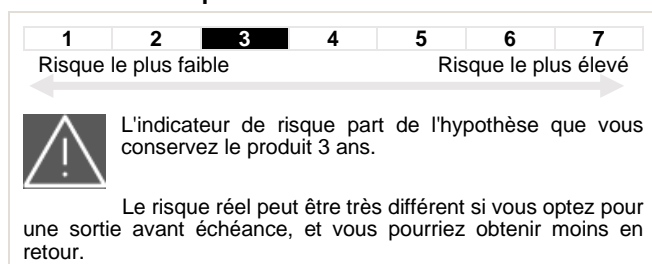 1 2 3 4 5 6 7
Risque le plus faible Risque le plus élevé
L'indicateur de risque part de l'hypothèse que vous
conservez le produit 3 ans.
Le risque réel peut être très différent si vous optez pour
une sortie avant échéance, et vous pourriez obtenir moins en
retour.